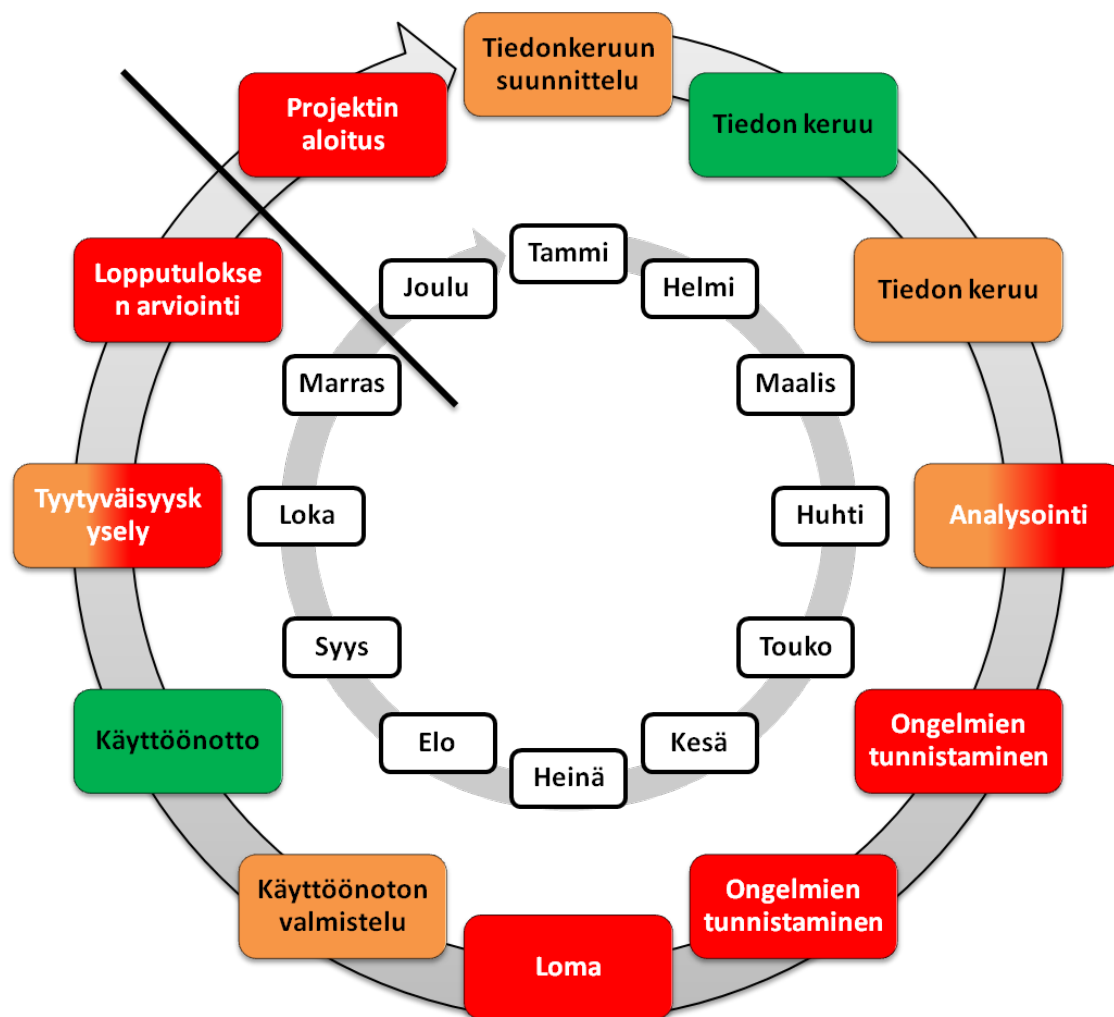 Tiedonkeruun
suunnittelu
Tiedon keruu
Tiedon keruu
Analysointi
Ongelmien
tunnistaminen
Ongelmien
tunnistaminen
Loma
Käyttöönoton
valmistelu
Käyttöönotto
Tyytyväisyysk
ysely
Lopputulokse
n arviointi
Projektin
aloitus
Tammi
Helmi
Maalis
Huhti
Touko
Kesä
Heinä
Elo
Syys
Loka
Marras
Joulu